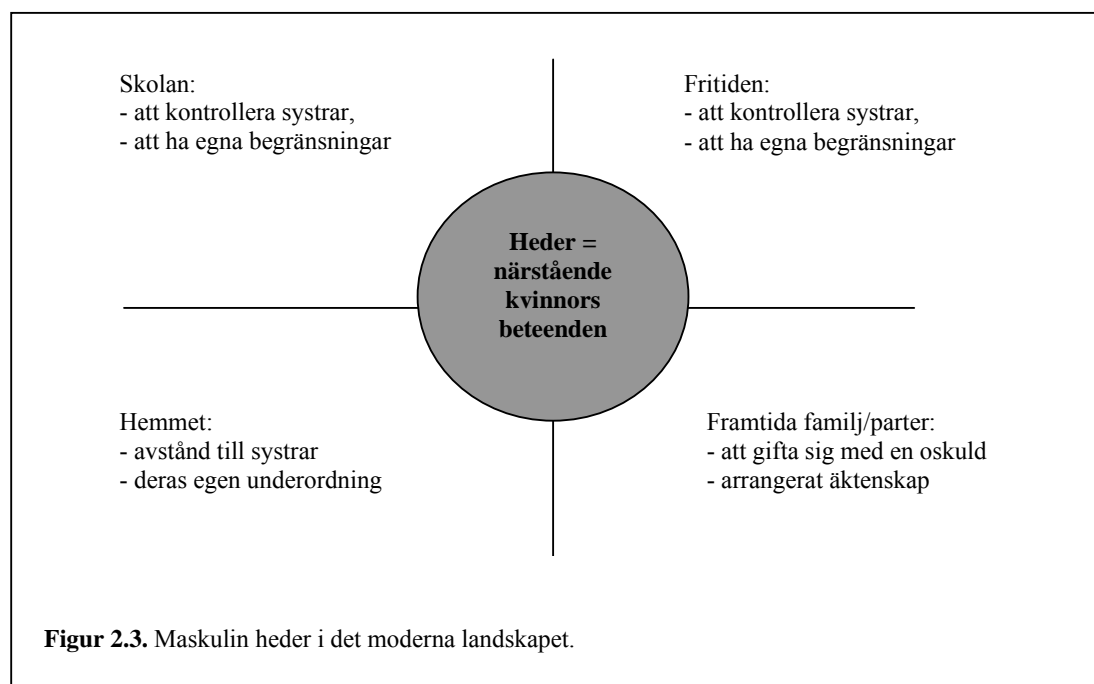 Skolan:
- att kontrollera systrar,
- att ha egna begränsningar
Fritiden:
- att kontrollera systrar,
- att ha egna begränsningar
Heder =
närstående
kvinnors
beteenden
Hemmet:
- avstånd till systrar
- deras egen underordning
Framtida familj/parter:
- att gifta sig med en oskuld
- arrangerat äktenskap
Figur 2.3. Maskulin heder i det moderna landskapet.